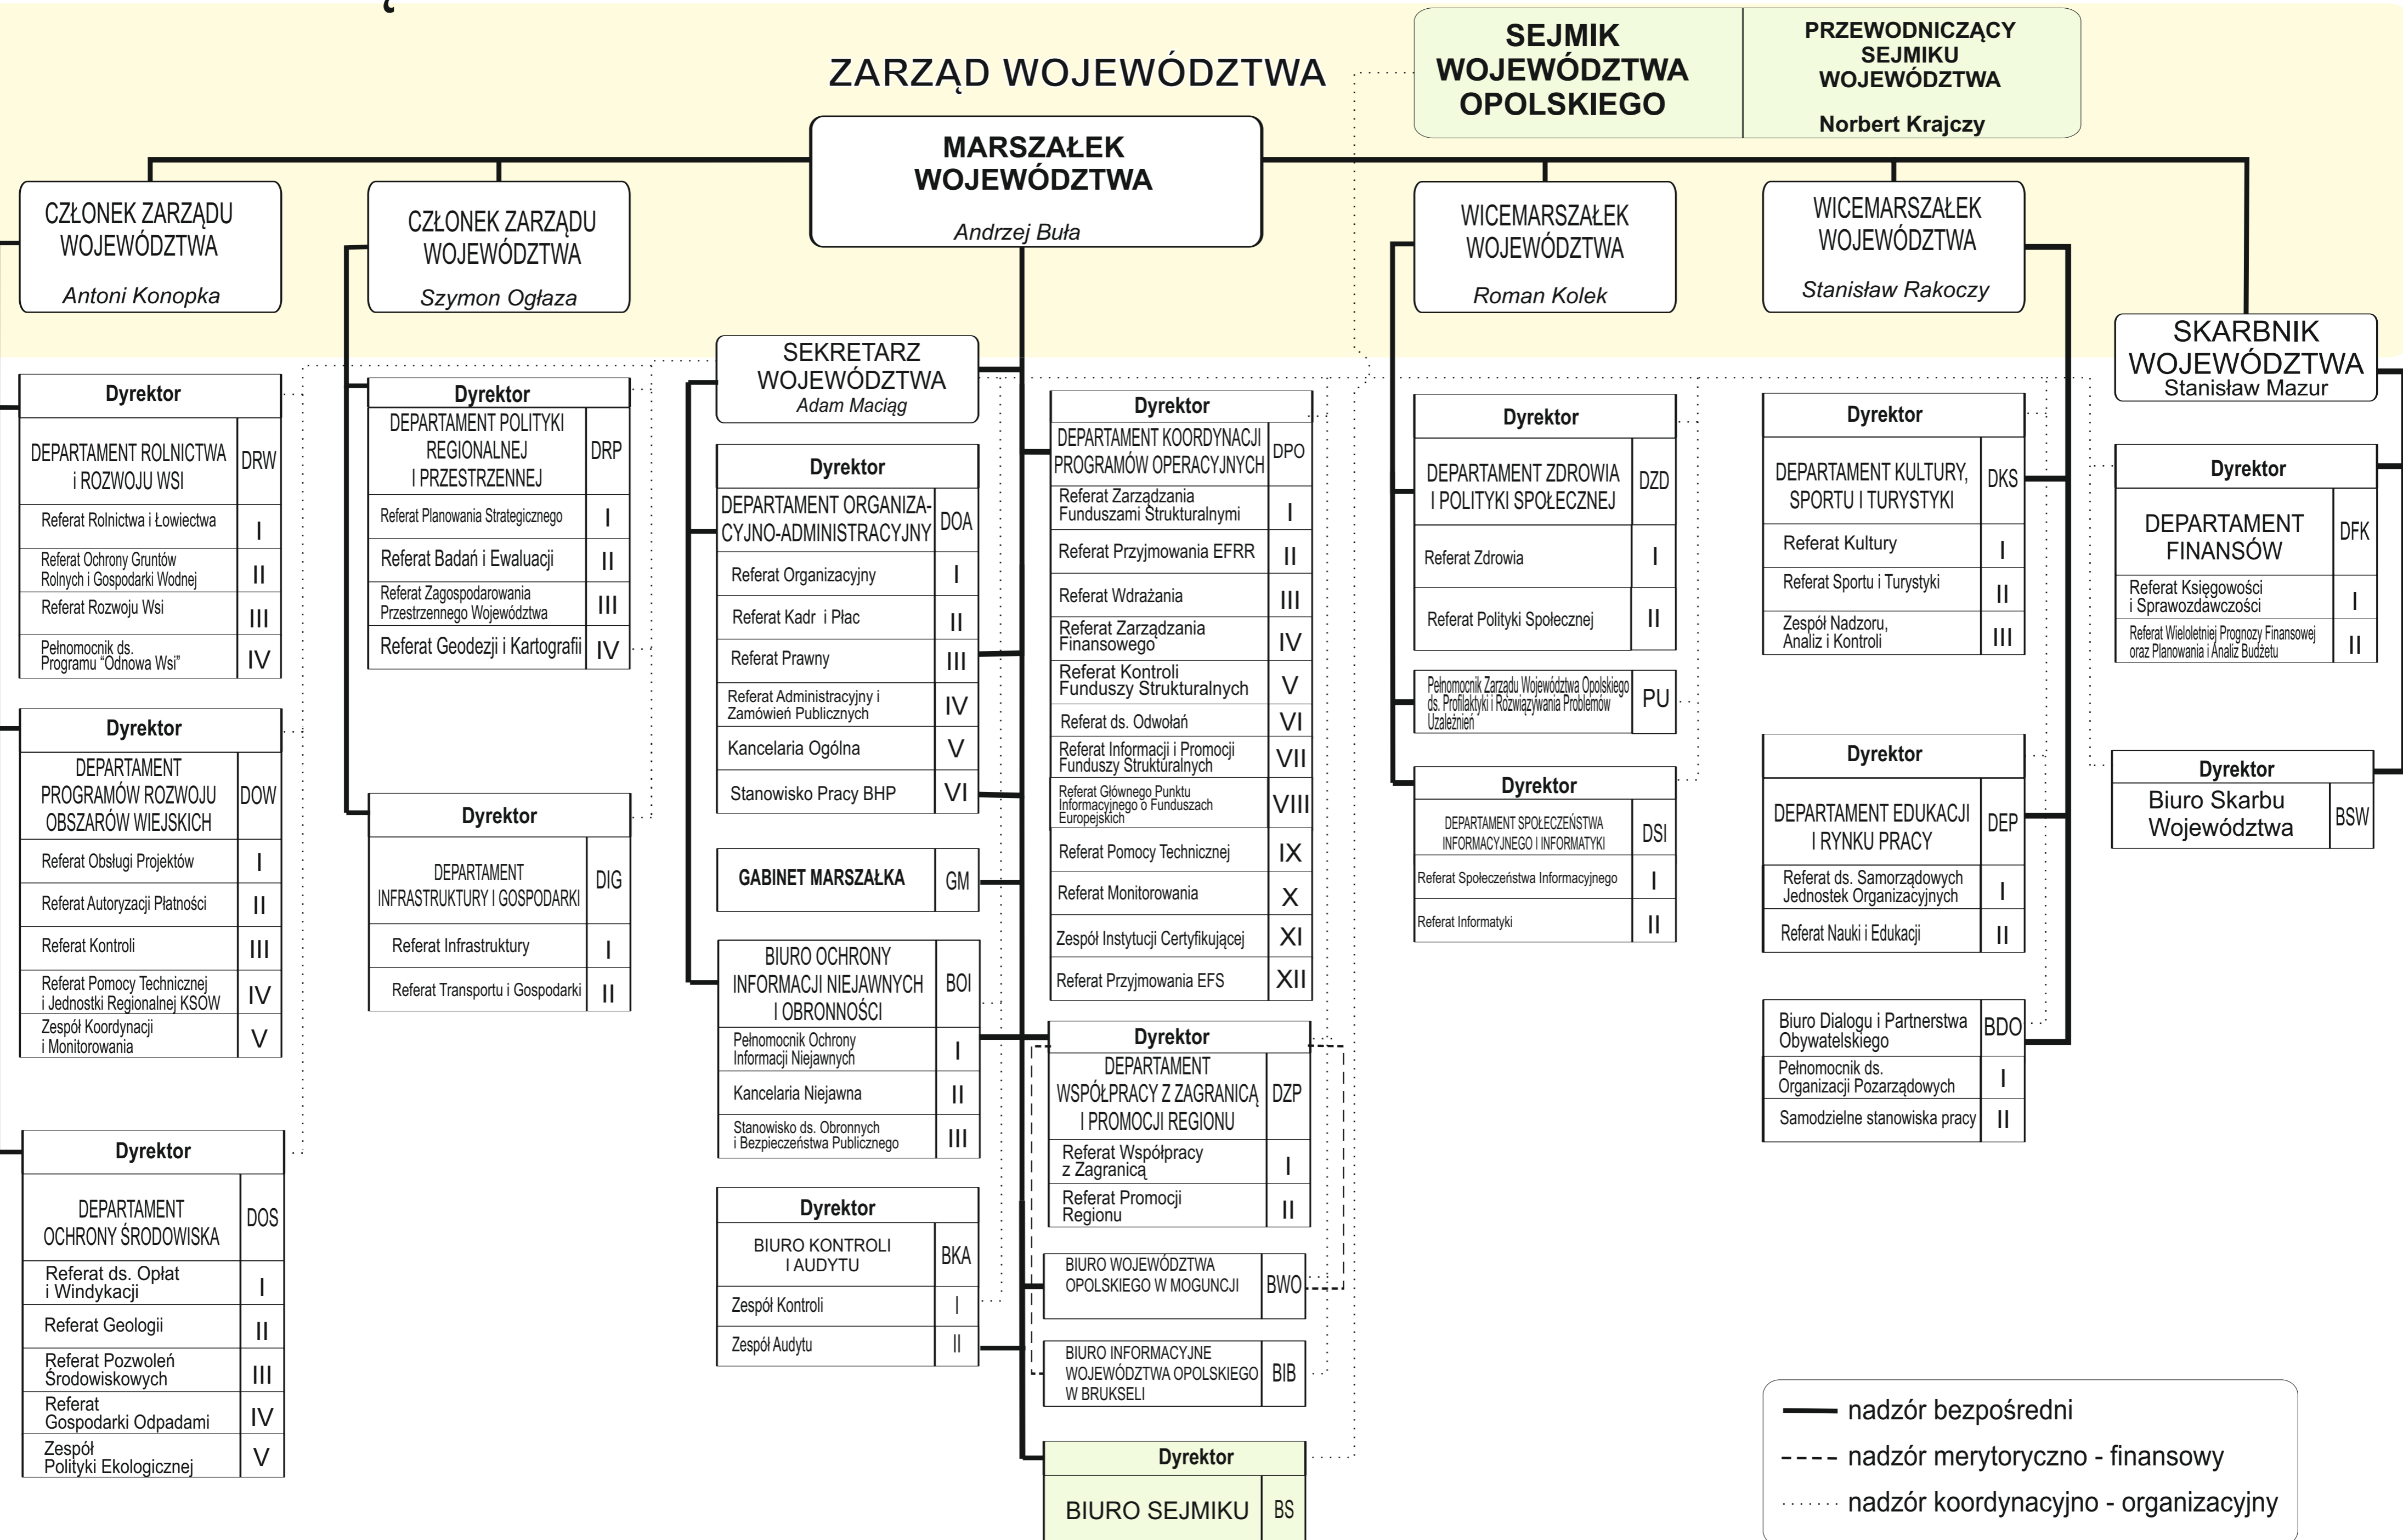 ZARZĄD WOJEWÓDZTWA
SEJMIK
WOJEWÓDZTWA
OPOLSKIEGO
PRZEWODNICZĄCY
SEJMIKU
WOJEWÓDZTWA
Norbert Krajczy
MARSZAŁEK
WOJEWÓDZTWA
Andrzej Buła
CZŁONEK ZARZĄDU
WOJEWÓDZTWA
Antoni Konopka
CZŁONEK ZARZĄDU
WOJEWÓDZTWA
Szymon Ogłaza
WICEMARSZAŁEK
WOJEWÓDZTWA
Roman Kolek
WICEMARSZAŁEK
WOJEWÓDZTWA
Stanisław Rakoczy
SEKRETARZ
WOJEWÓDZTWA
Adam Maciąg
SKARBNIK
WOJEWÓDZTWA
Stanisław Mazur
Dyrektor
DEPARTAMENT ROLNICTWA
i ROZWOJU WSI
DRW
Referat Rolnictwa i Łowiectwa
I
Referat Ochrony Gruntów
Rolnych i Gospodarki Wodnej
II
Referat Rozwoju Wsi
III
Pełnomocnik ds.
Programu “Odnowa Wsi”
IV
Dyrektor
DEPARTAMENT
PROGRAMÓW ROZWOJU
OBSZARÓW WIEJSKICH
DOW
Referat Obsługi Projektów
I
Referat Autoryzacji Płatności
II
Referat Kontroli
III
Referat Pomocy Technicznej
i Jednostki Regionalnej KSOW
IV
Zespół Koordynacji
i Monitorowania
V
Dyrektor
DEPARTAMENT
OCHRONY ŚRODOWISKA
DOS
Referat ds. Opłat
i Windykacji
I
Referat Geologii
II
Referat Pozwoleń
Środowiskowych
III
Referat
Gospodarki Odpadami
IV
Zespół
Polityki Ekologicznej
V
Dyrektor
DEPARTAMENT POLITYKI
REGIONALNEJ
I PRZESTRZENNEJ
DRP
Referat Planowania Strategicznego
I
Referat Badań i Ewaluacji
II
Referat Zagospodarowania
Przestrzennego Województwa
III
Referat Geodezji i Kartografii
IV
Dyrektor
DEPARTAMENT
INFRASTRUKTURY I GOSPODARKI
DIG
Referat Infrastruktury
I
Referat Transportu i Gospodarki
II
Dyrektor
DEPARTAMENT ORGANIZA-
CYJNO-ADMINISTRACYJNY
DOA
Referat Organizacyjny
I
Referat Kadr i Płac
II
Referat Prawny
III
Referat Administracyjny i
Zamówień Publicznych
IV
Kancelaria Ogólna
V
Stanowisko Pracy BHP
VI
GABINET MARSZAŁKA
GM
BIURO OCHRONY
INFORMACJI NIEJAWNYCH
I OBRONNOŚCI
BOI
Pełnomocnik Ochrony
Informacji Niejawnych
I
Kancelaria Niejawna
II
Stanowisko ds. Obronnych
i Bezpieczeństwa Publicznego
III
Dyrektor
BIURO KONTROLI
I AUDYTU
BKA
Zespół Kontroli
I
Zespół Audytu
II
Dyrektor
DEPARTAMENT KOORDYNACJI
PROGRAMÓW OPERACYJNYCH
DPO
Referat Zarządzania
Funduszami Strukturalnymi
I
Referat Przyjmowania EFRR
II
Referat Wdrażania
III
Referat Zarządzania
Finansowego
IV
Referat Kontroli
Funduszy Strukturalnych
V
Referat ds. Odwołań
VI
Referat Informacji i Promocji
Funduszy Strukturalnych
VII
Referat Głównego Punktu
Informacyjnego o Funduszach
Europejskich
VIII
Referat Pomocy Technicznej
IX
Referat Monitorowania
X
Zespół Instytucji Certyfikującej
XI
Referat Przyjmowania EFS
XII
Dyrektor
DEPARTAMENT
WSPÓŁPRACY Z ZAGRANICĄ
I PROMOCJI REGIONU
DZP
Referat Współpracy
z Zagranicą
I
Referat Promocji
Regionu
II
BIURO WOJEWÓDZTWA
OPOLSKIEGO W MOGUNCJI
BWO
BIURO INFORMACYJNE
WOJEWÓDZTWA OPOLSKIEGO
W BRUKSELI
BIB
Dyrektor
BIURO SEJMIKU
BS
Dyrektor
DEPARTAMENT ZDROWIA
I POLITYKI SPOŁECZNEJ
DZD
Referat Zdrowia
I
Referat Polityki Społecznej
II
Pełnomocnik Zarządu Województwa Opolskiego
ds. Profilaktyki i Rozwiązywania Problemów
Uzależnień
PU
Dyrektor
DEPARTAMENT SPOŁECZEŃSTWA
INFORMACYJNEGO I INFORMATYKI
DSI
Referat Społeczeństwa Informacyjnego
I
Referat Informatyki
II
Dyrektor
DEPARTAMENT KULTURY,
SPORTU I TURYSTYKI
DKS
Referat Kultury
I
Referat Sportu i Turystyki
II
Zespół Nadzoru,
Analiz i Kontroli
III
Dyrektor
DEPARTAMENT EDUKACJI
I RYNKU PRACY
DEP
Referat ds. Samorządowych
Jednostek Organizacyjnych
I
Referat Nauki i Edukacji
II
Biuro Dialogu i Partnerstwa
Obywatelskiego
BDO
Pełnomocnik ds.
Organizacji Pozarządowych
I
Samodzielne stanowiska pracy
II
Dyrektor
DEPARTAMENT
FINANSÓW
DFK
Referat Księgowości
i Sprawozdawczości
I
Referat Wieloletniej Prognozy Finansowej
oraz Planowania i Analiz Budżetu
II
Dyrektor
Biuro Skarbu
Województwa
BSW
nadzór bezpośredni
nadzór merytoryczno - finansowy
nadzór koordynacyjno - organizacyjny